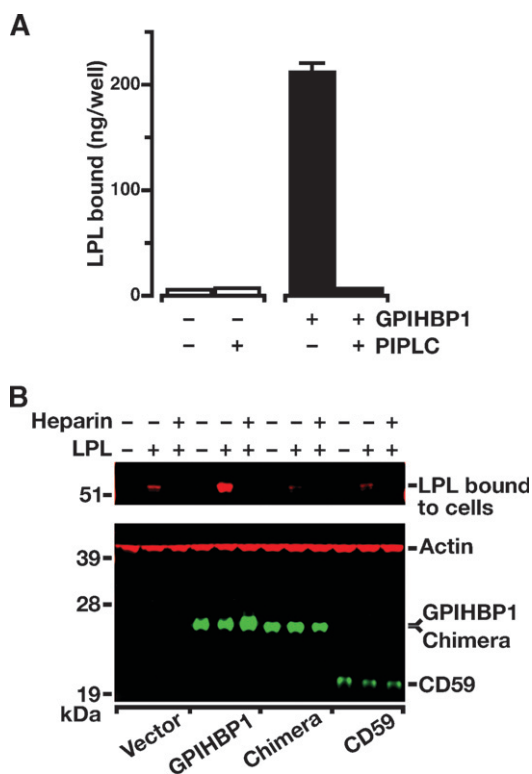 A
LPL bound (ng/well)
200
100
0
– – + + GPIHBP1
– + – + PIPLC
B
Heparin – – + – – + – – + – – +
LPL – + + – + + – + + – + +
51
LPL bound
to cells
Actin
39
28
GPIHBP1
Chimera
CD59
19
kDa
Vector
GPIHBP1
Chimera
CD59